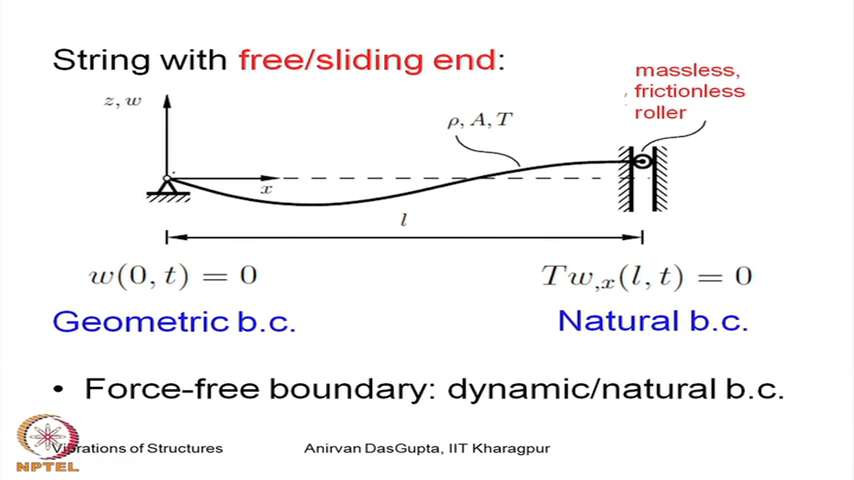 String with free/sliding end:
massless,
frictionless
roller
z, w
ρ, A, T
x
l
w(0, t) = 0
Tw,x(l, t) = 0
Geometric b.c.
Natural b.c.
• Force-free boundary: dynamic/natural b.c.
Vibrations of Structures
Anirvan DasGupta, IIT Kharagpur
NPTEL